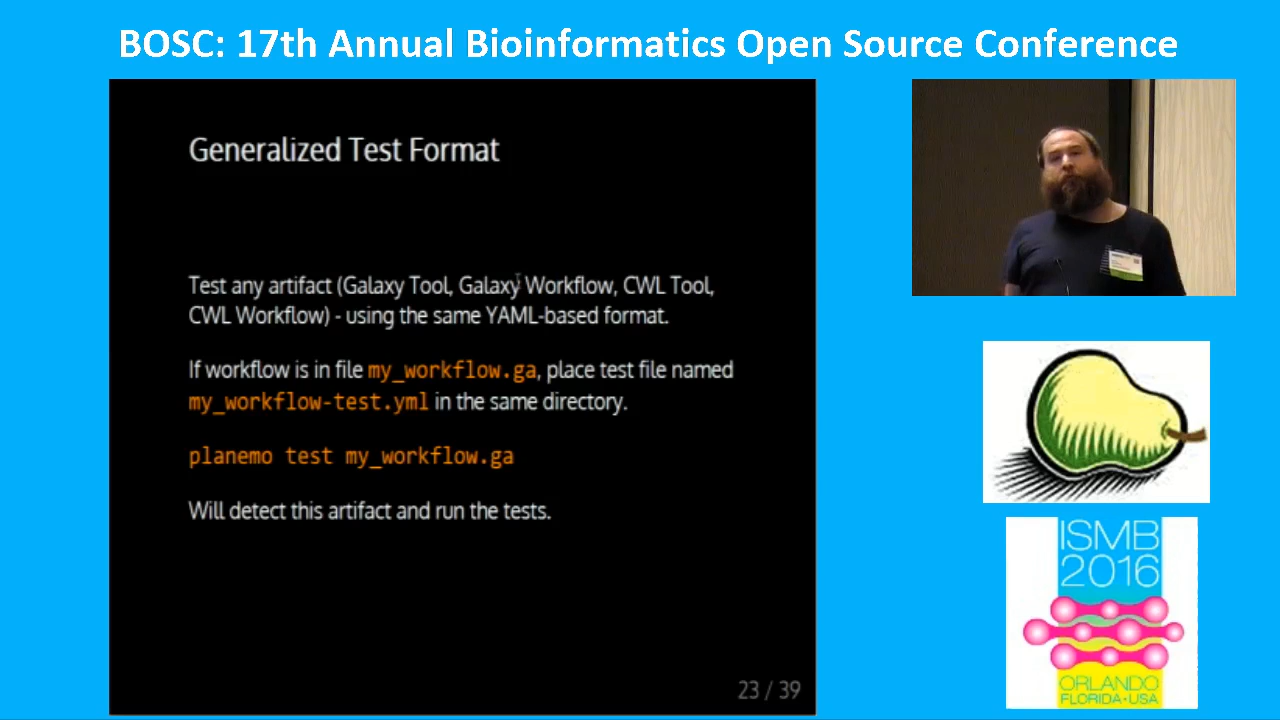 BOSC: 17th Annual Bioinformatics Open Source Conference
Generalized Test Format
Test any artifact (Galaxy Tool, Galaxy Workflow, CWL Tool,
CWL Workflow) - using the same YAML-based format.
If workflow is in file my_workflow.ga, place test file named
my_workflow-test.yml in the same directory.
planemo test my_workflow.ga
Will detect this artifact and run the tests.
23 / 39
ISMB
2016
ORLANDO
FLORIDA•USA